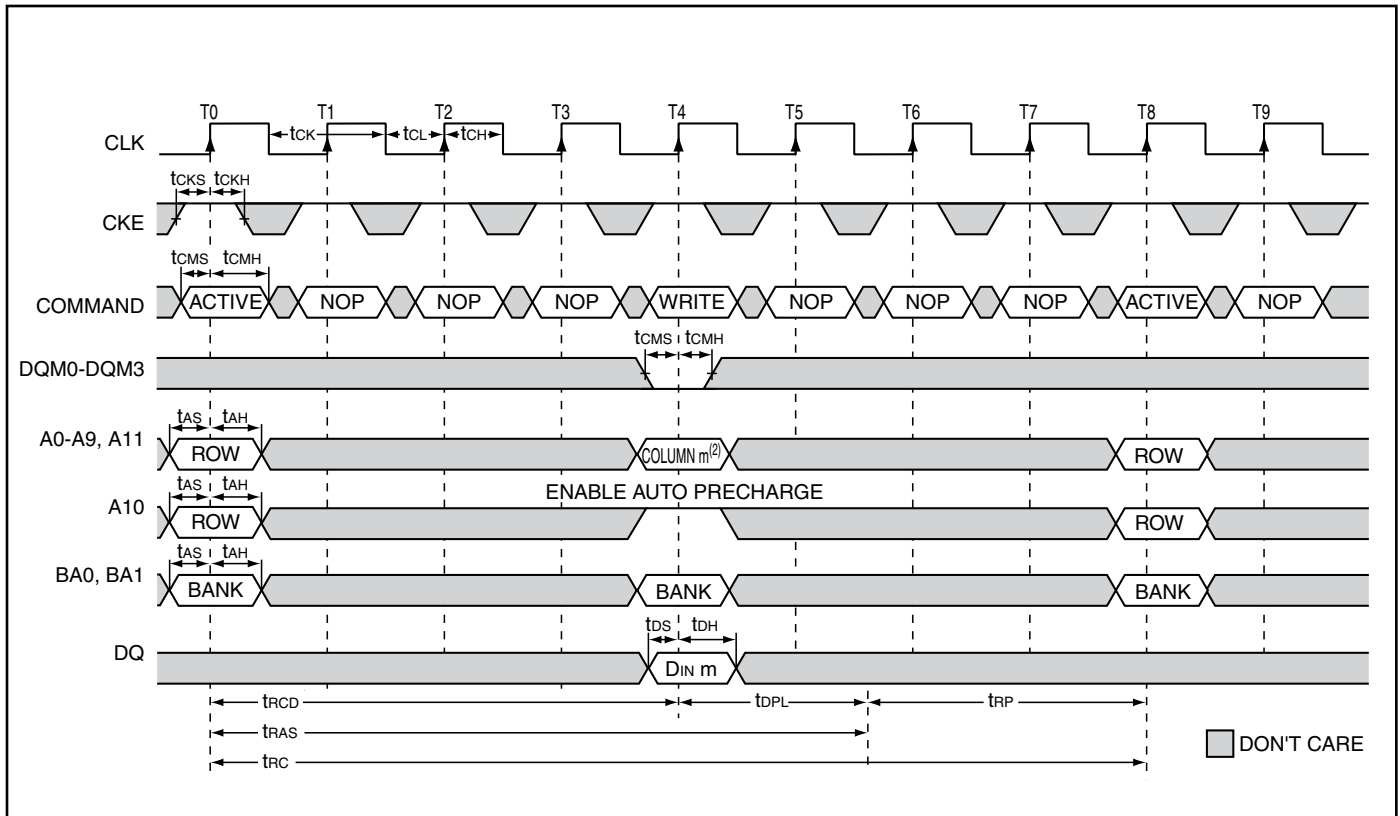 T0 T1 T2 T3 T4 T5 T6 T7 T8 T9
CLK tCK tCL tCH
tCKS tCKH
CKE
tCMS tCMH
COMMAND ACTIVE NOP NOP NOP WRITE NOP NOP NOP ACTIVE NOP
tCMS tCMH
DQM0-DQM3
tAS tAH
A0-A9, A11 ROW COLUMN m(2) ROW
tAS tAH ENABLE AUTO PRECHARGE
A10 ROW ROW
tAS tAH
BA0, BA1 BANK BANK BANK
tDS tDH
DQ DIN m
tRCD tDPL tRP
tRAS
DON'T CARE
tRC